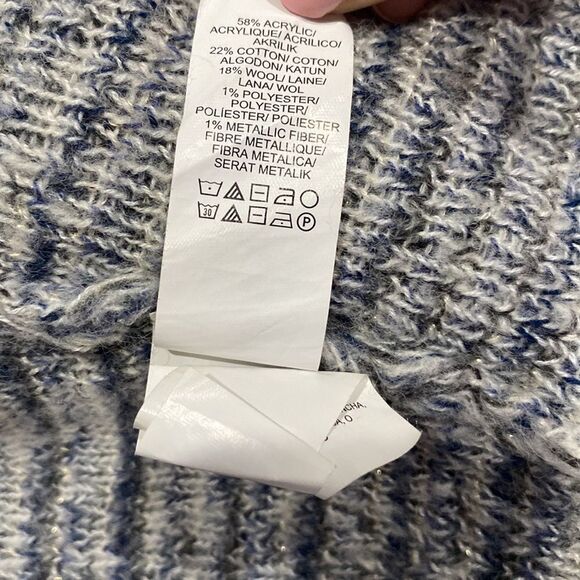 58% ACRYLIC/
ACRYLIQUE/ ACRILICO/
AKRILIK
22% COTTON/ COTON/
ALGODON/ KATUN
18% WOOL/ LAINE/
LANA/ WOL
1% POLYESTER/
POLYESTER/
POLIESTER/ POLIESTER
1% METALLIC FIBER/
FIBRE METALLIQUE/
FIBRA METALICA/
SERAT METALIK
30 P